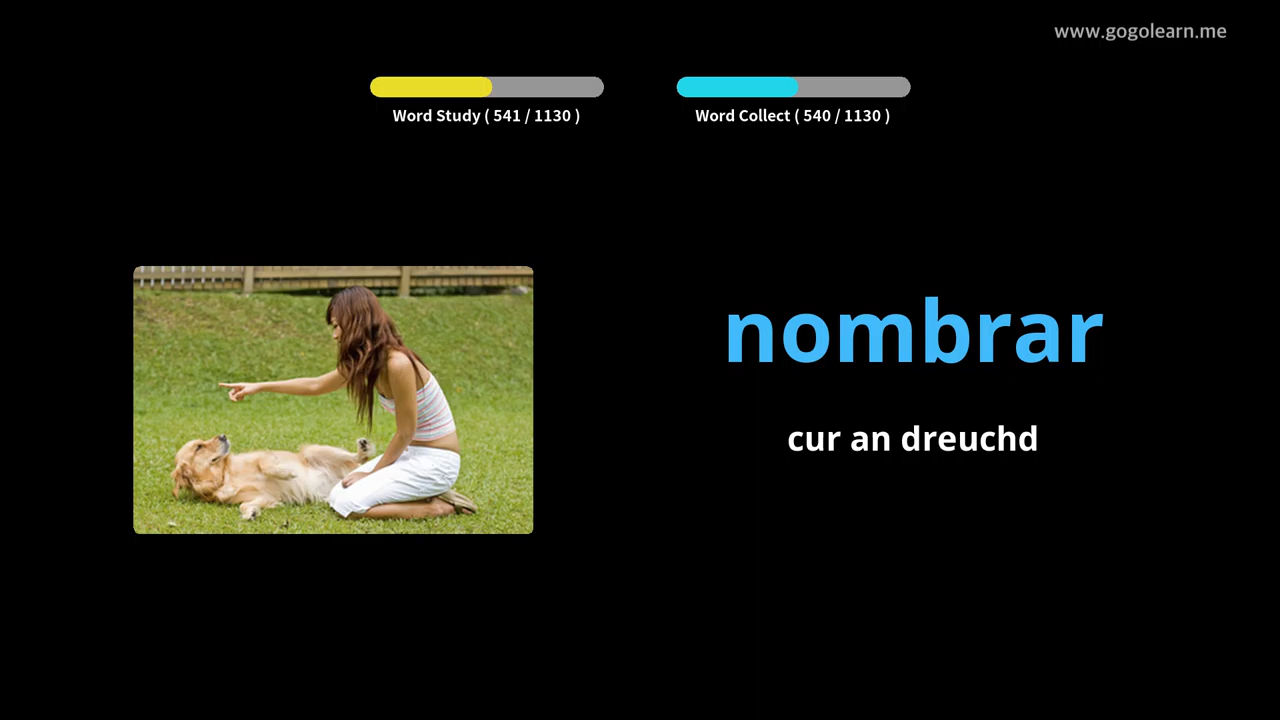 www.gogolearn.me
Word Study ( 541 / 1130 )
Word Collect ( 540 / 1130 )
nombrar
cur an dreuchd